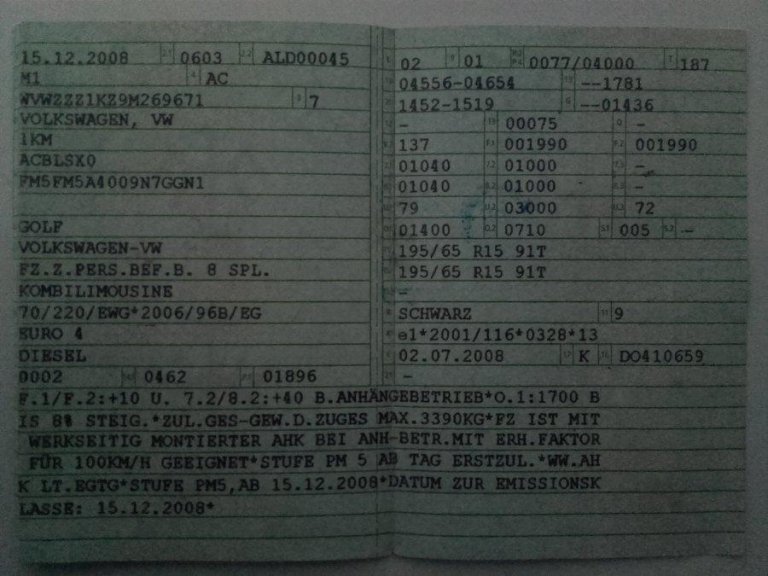 15.12.2008 0603 ALD00045
M1 AC
WVWZZZ1KZ9M269671 7
VOLKSWAGEN, VW
1KM
ACBLSX0
FM5FM5A4009N7GGN1
GOLF
VOLKSWAGEN-VW
FZ.Z.PERS.BEF.B. 8 SPL.
KOMBILIMOUSINE
70/220/EWG*2006/96B/EG
EURO 4
DIESEL
0002 0462 01896
02 01 0077/04000 187
04556-04654 --1781
1452-1519 --01436
- 00075 -
137 001990 001990
01040 01000 -
01040 01000 -
79 03000 72
01400 0710 005 -
195/65 R15 91T
195/65 R15 91T
-
SCHWARZ 9
e1*2001/116*0328*13
02.07.2008 K DO410659
-
F.1/F.2:+10 U. 7.2/8.2:+40 B.ANHÄNGEBETRIEB*O.1:1700 B
IS 8% STEIG.*ZUL.GES-GEW.D.ZUGES MAX.3390KG*FZ IST MIT
WERKSEITIG MONTIERTER AHK BEI ANH-BETR.MIT ERH.FAKTOR
FÜR 100KM/H GEEIGNET*STUFE PM 5 AB TAG ERSTZUL.*WW.AH
K LT.EGTG*STUFE PM5,AB 15.12.2008*DATUM ZUR EMISSIONSK
LASSE: 15.12.2008*